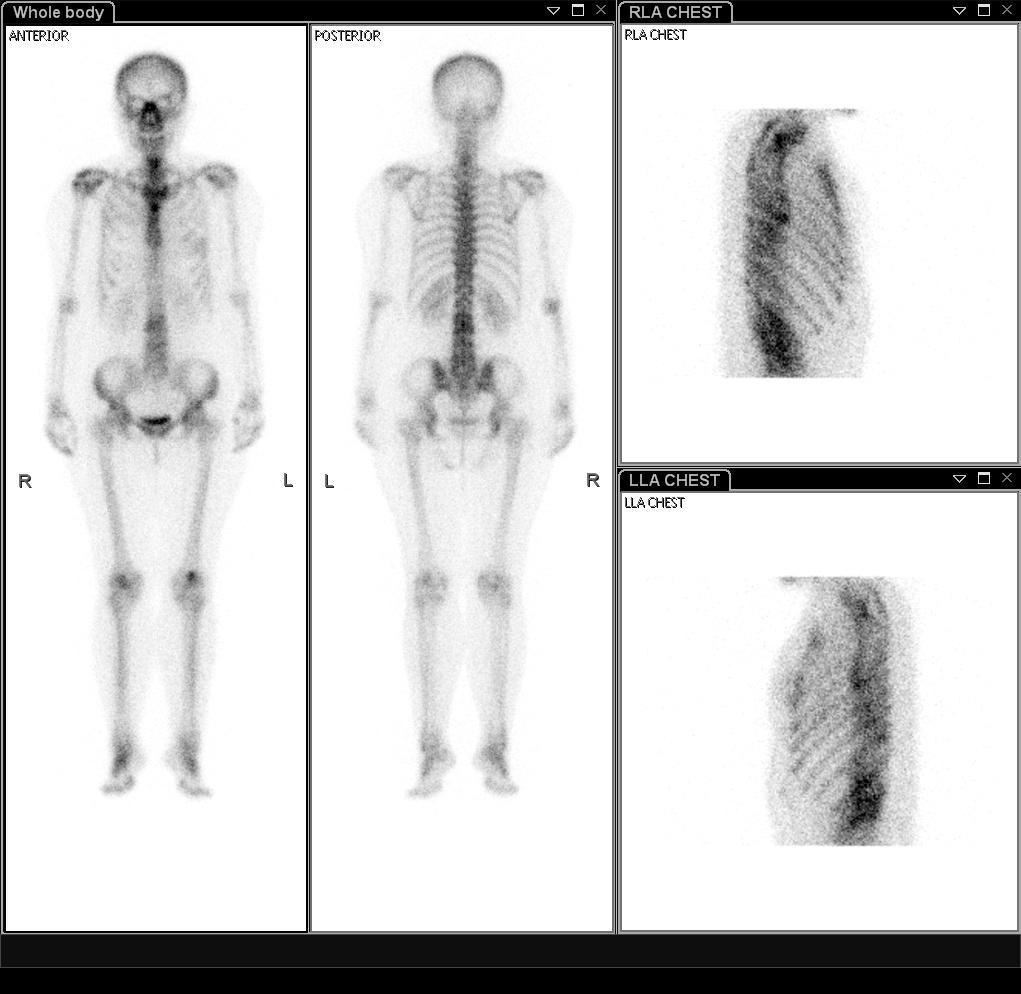 Whole body
RLA CHEST
ANTERIOR
POSTERIOR
RLA CHEST
R
L
L
R
LLA CHEST
LLA CHEST